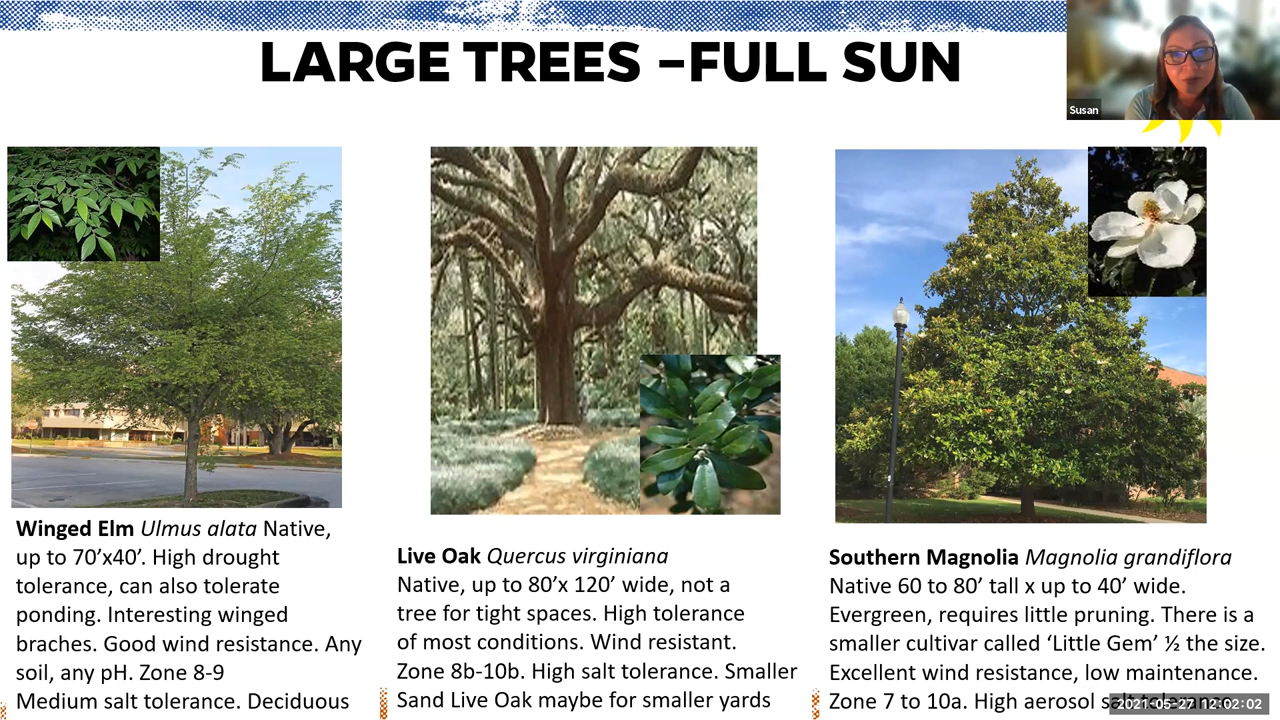 LARGE TREES –FULL SUN
Susan
Winged Elm Ulmus alata Native,
up to 70’x40’. High drought
tolerance, can also tolerate
ponding. Interesting winged
braches. Good wind resistance. Any
soil, any pH. Zone 8-9
Medium salt tolerance. Deciduous
Live Oak Quercus virginiana
Native, up to 80’x 120’ wide, not a
tree for tight spaces. High tolerance
of most conditions. Wind resistant.
Zone 8b-10b. High salt tolerance. Smaller
Sand Live Oak maybe for smaller yards
Southern Magnolia Magnolia grandiflora
Native 60 to 80’ tall x up to 40’ wide.
Evergreen, requires little pruning. There is a
smaller cultivar called ‘Little Gem’ ½ the size.
Excellent wind resistance, low maintenance.
Zone 7 to 10a. High aerosol salt tolerance.
2021-05-27 12:02:02